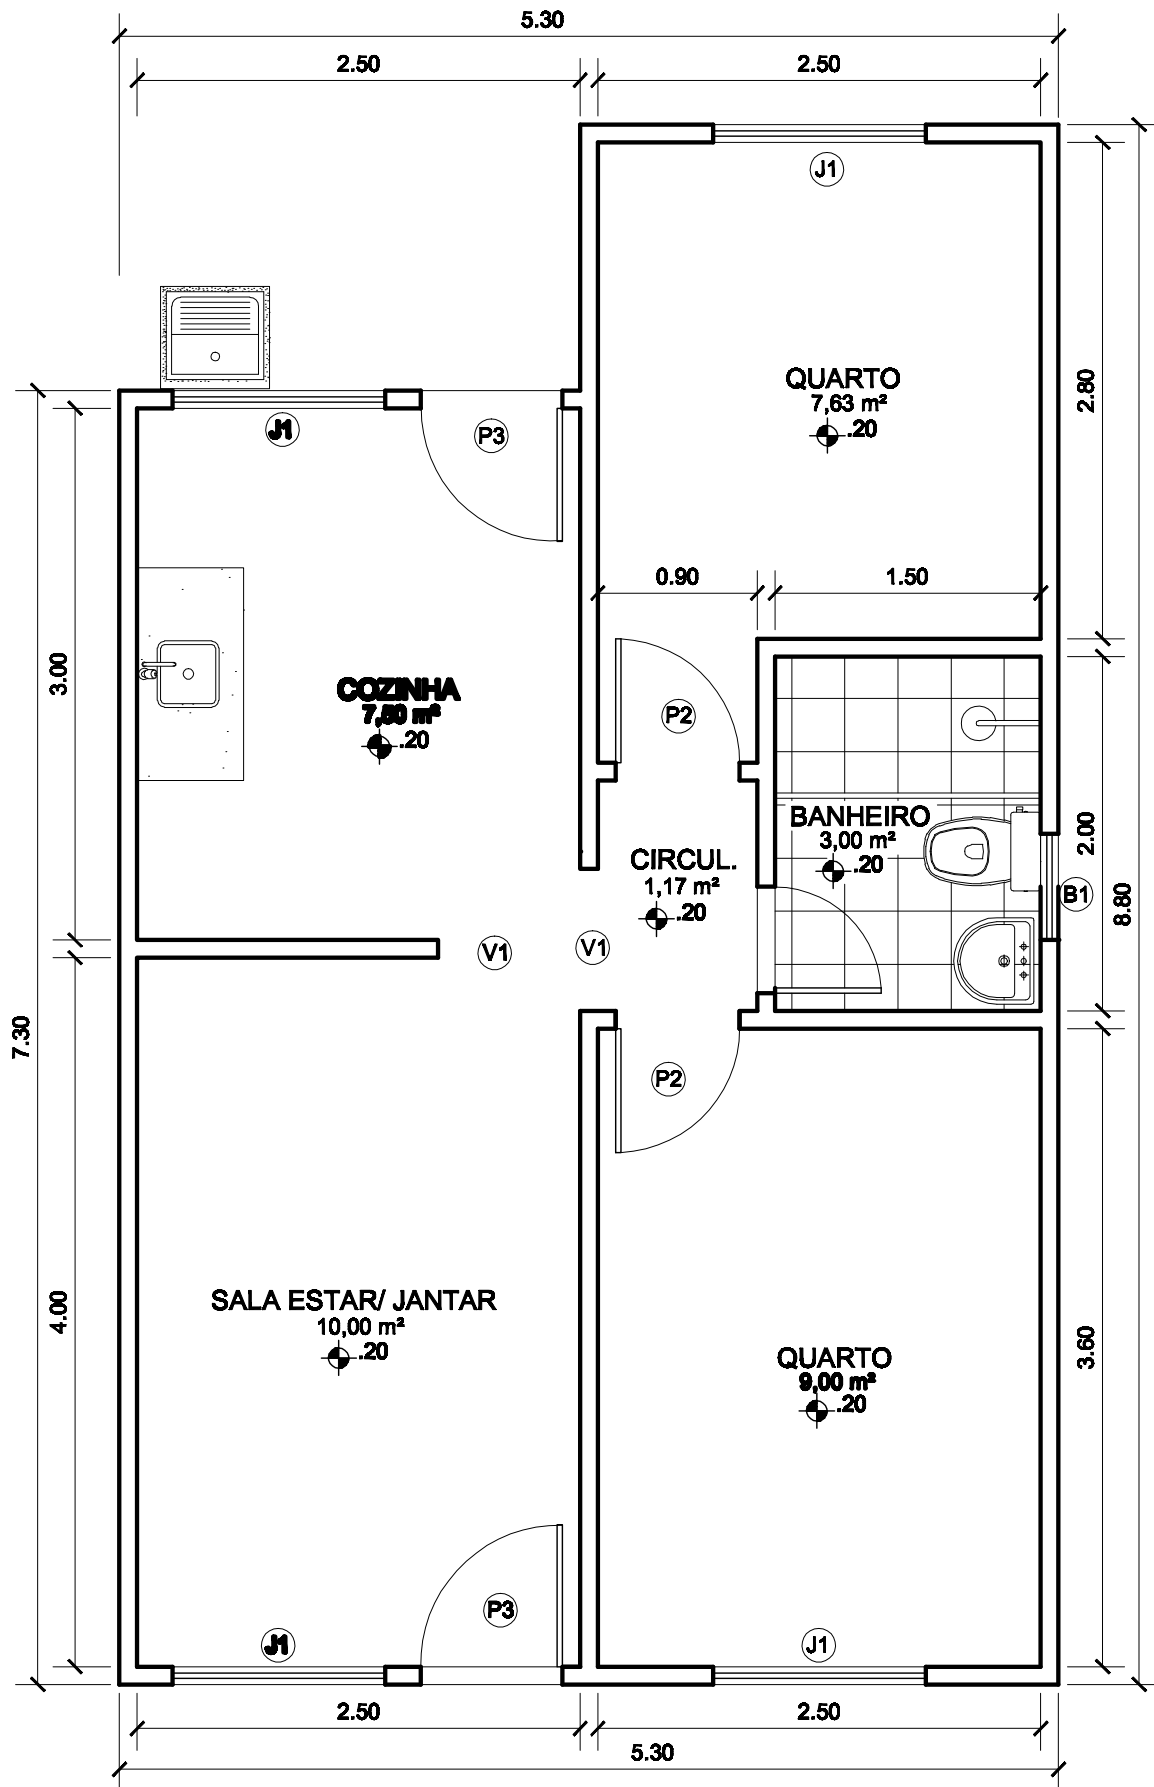 5.30
2.50
2.50
J1
QUARTO
7,63 m²
.20
2.80
J1
P3
0.90
1.50
3.00
COZINHA
7,50 m²
.20
P2
BANHEIRO
3,00 m²
.20
2.00
CIRCUL.
1,17 m²
.20
B1
8.80
V1
V1
7.30
P2
4.00
SALA ESTAR/ JANTAR
10,00 m²
.20
QUARTO
9,00 m²
.20
3.60
P3
J1
J1
2.50
2.50
5.30